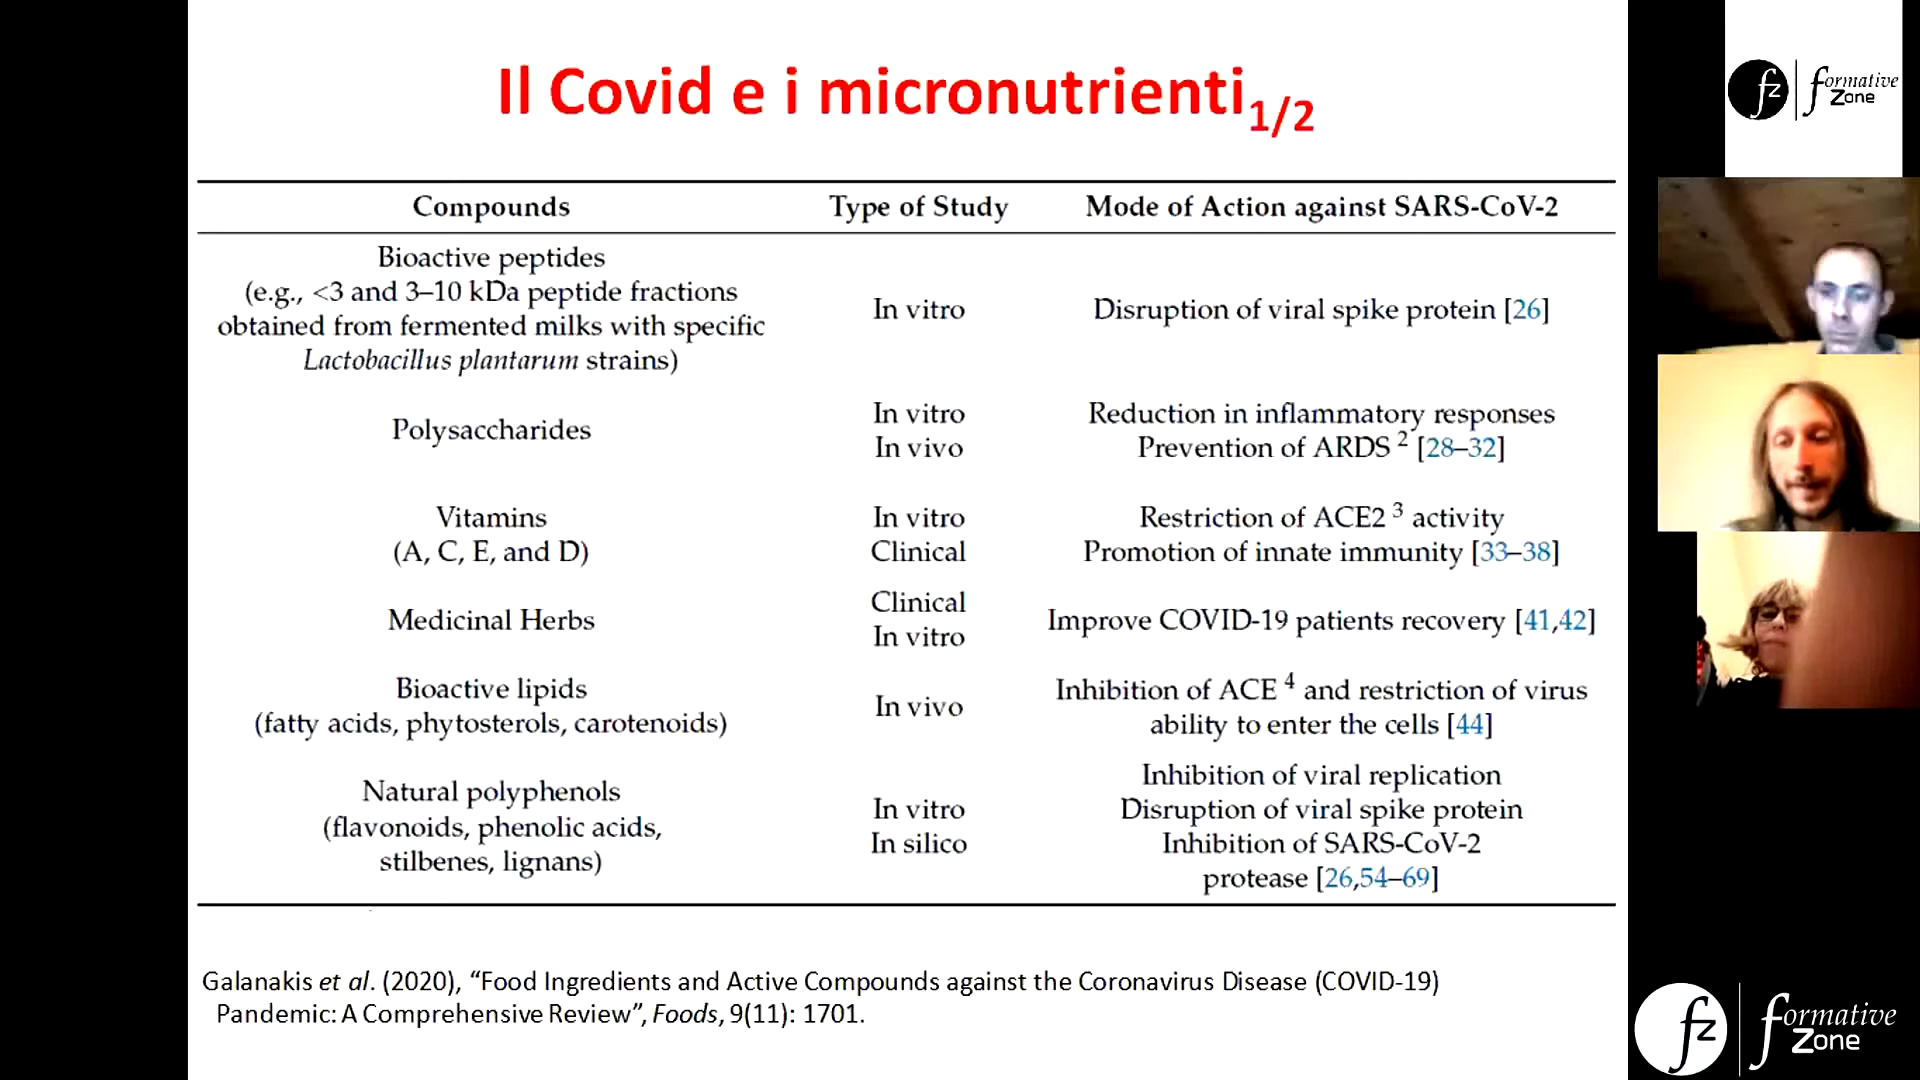 Il Covid e i micronutrienti1/2
fz formative Zone
Compounds Type of Study Mode of Action against SARS-CoV-2
Bioactive peptides
(e.g., <3 and 3–10 kDa peptide fractions
obtained from fermented milks with specific
Lactobacillus plantarum strains)
In vitro
Disruption of viral spike protein [26]
Polysaccharides
In vitro
In vivo
Reduction in inflammatory responses
Prevention of ARDS 2 [28–32]
Vitamins
(A, C, E, and D)
In vitro
Clinical
Restriction of ACE2 3 activity
Promotion of innate immunity [33–38]
Medicinal Herbs
Clinical
In vitro
Improve COVID-19 patients recovery [41,42]
Bioactive lipids
(fatty acids, phytosterols, carotenoids)
In vivo
Inhibition of ACE 4 and restriction of virus
ability to enter the cells [44]
Natural polyphenols
(flavonoids, phenolic acids,
stilbenes, lignans)
In vitro
In silico
Inhibition of viral replication
Disruption of viral spike protein
Inhibition of SARS-CoV-2
protease [26,54–69]
Galanakis et al. (2020), “Food Ingredients and Active Compounds against the Coronavirus Disease (COVID-19)
Pandemic: A Comprehensive Review”, Foods, 9(11): 1701.
fz formative Zone